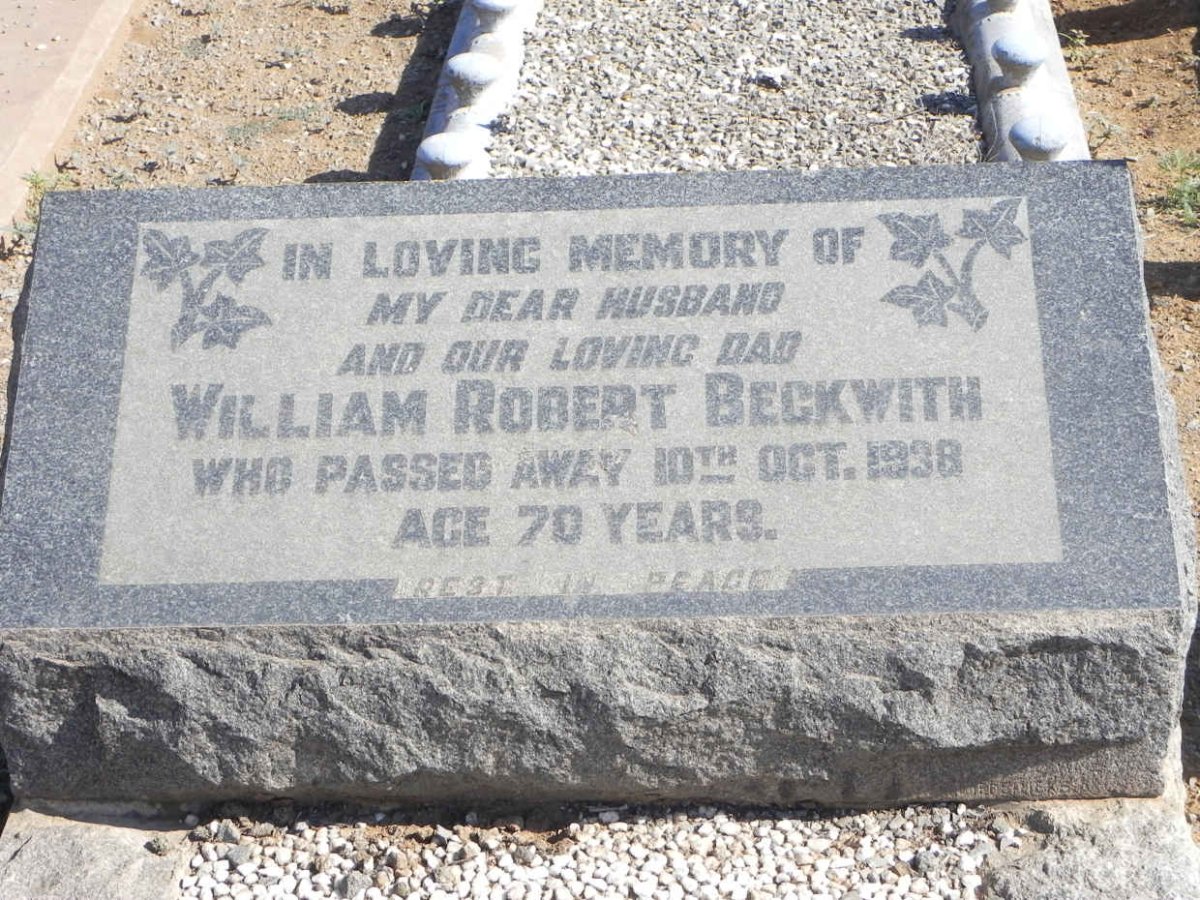 IN LOVING MEMORY OF
MY DEAR HUSBAND
AND OUR LOVING DAD
WILLIAM ROBERT BECKWITH
WHO PASSED AWAY 10TH OCT. 1938
AGE 70 YEARS.
REST IN PEACE